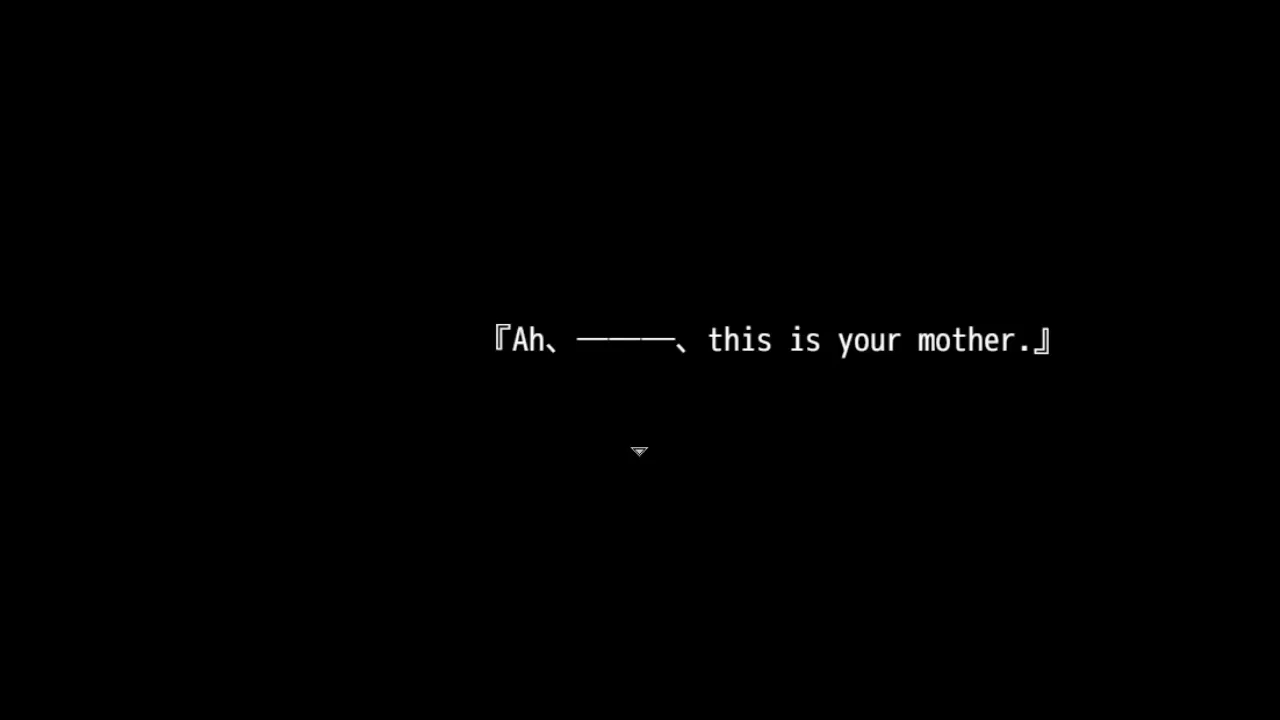 『Ah、―――、this is your mother.』